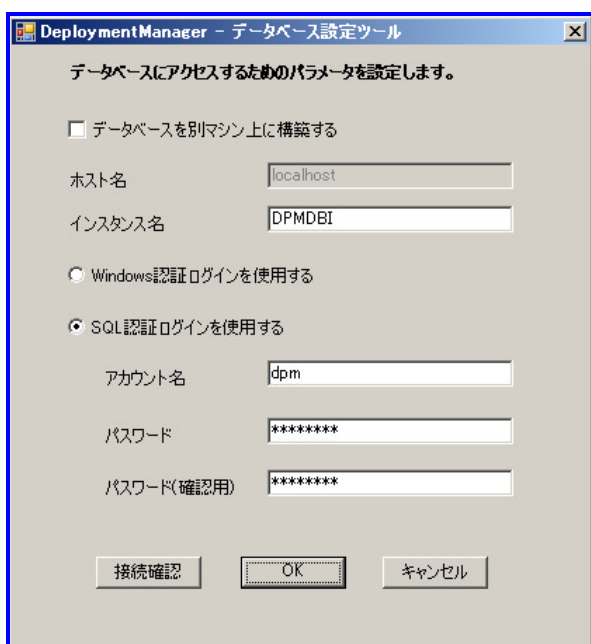 DeploymentManager - データベース設定ツール
データベースにアクセスするためのパラメータを設定します。
データベースを別マシン上に構築する
ホスト名 localhost
インスタンス名 DPMDBI
Windows認証ログインを使用する
SQL認証ログインを使用する
アカウント名 dpm
パスワード ********
パスワード(確認用) ********
接続確認 OK キャンセル